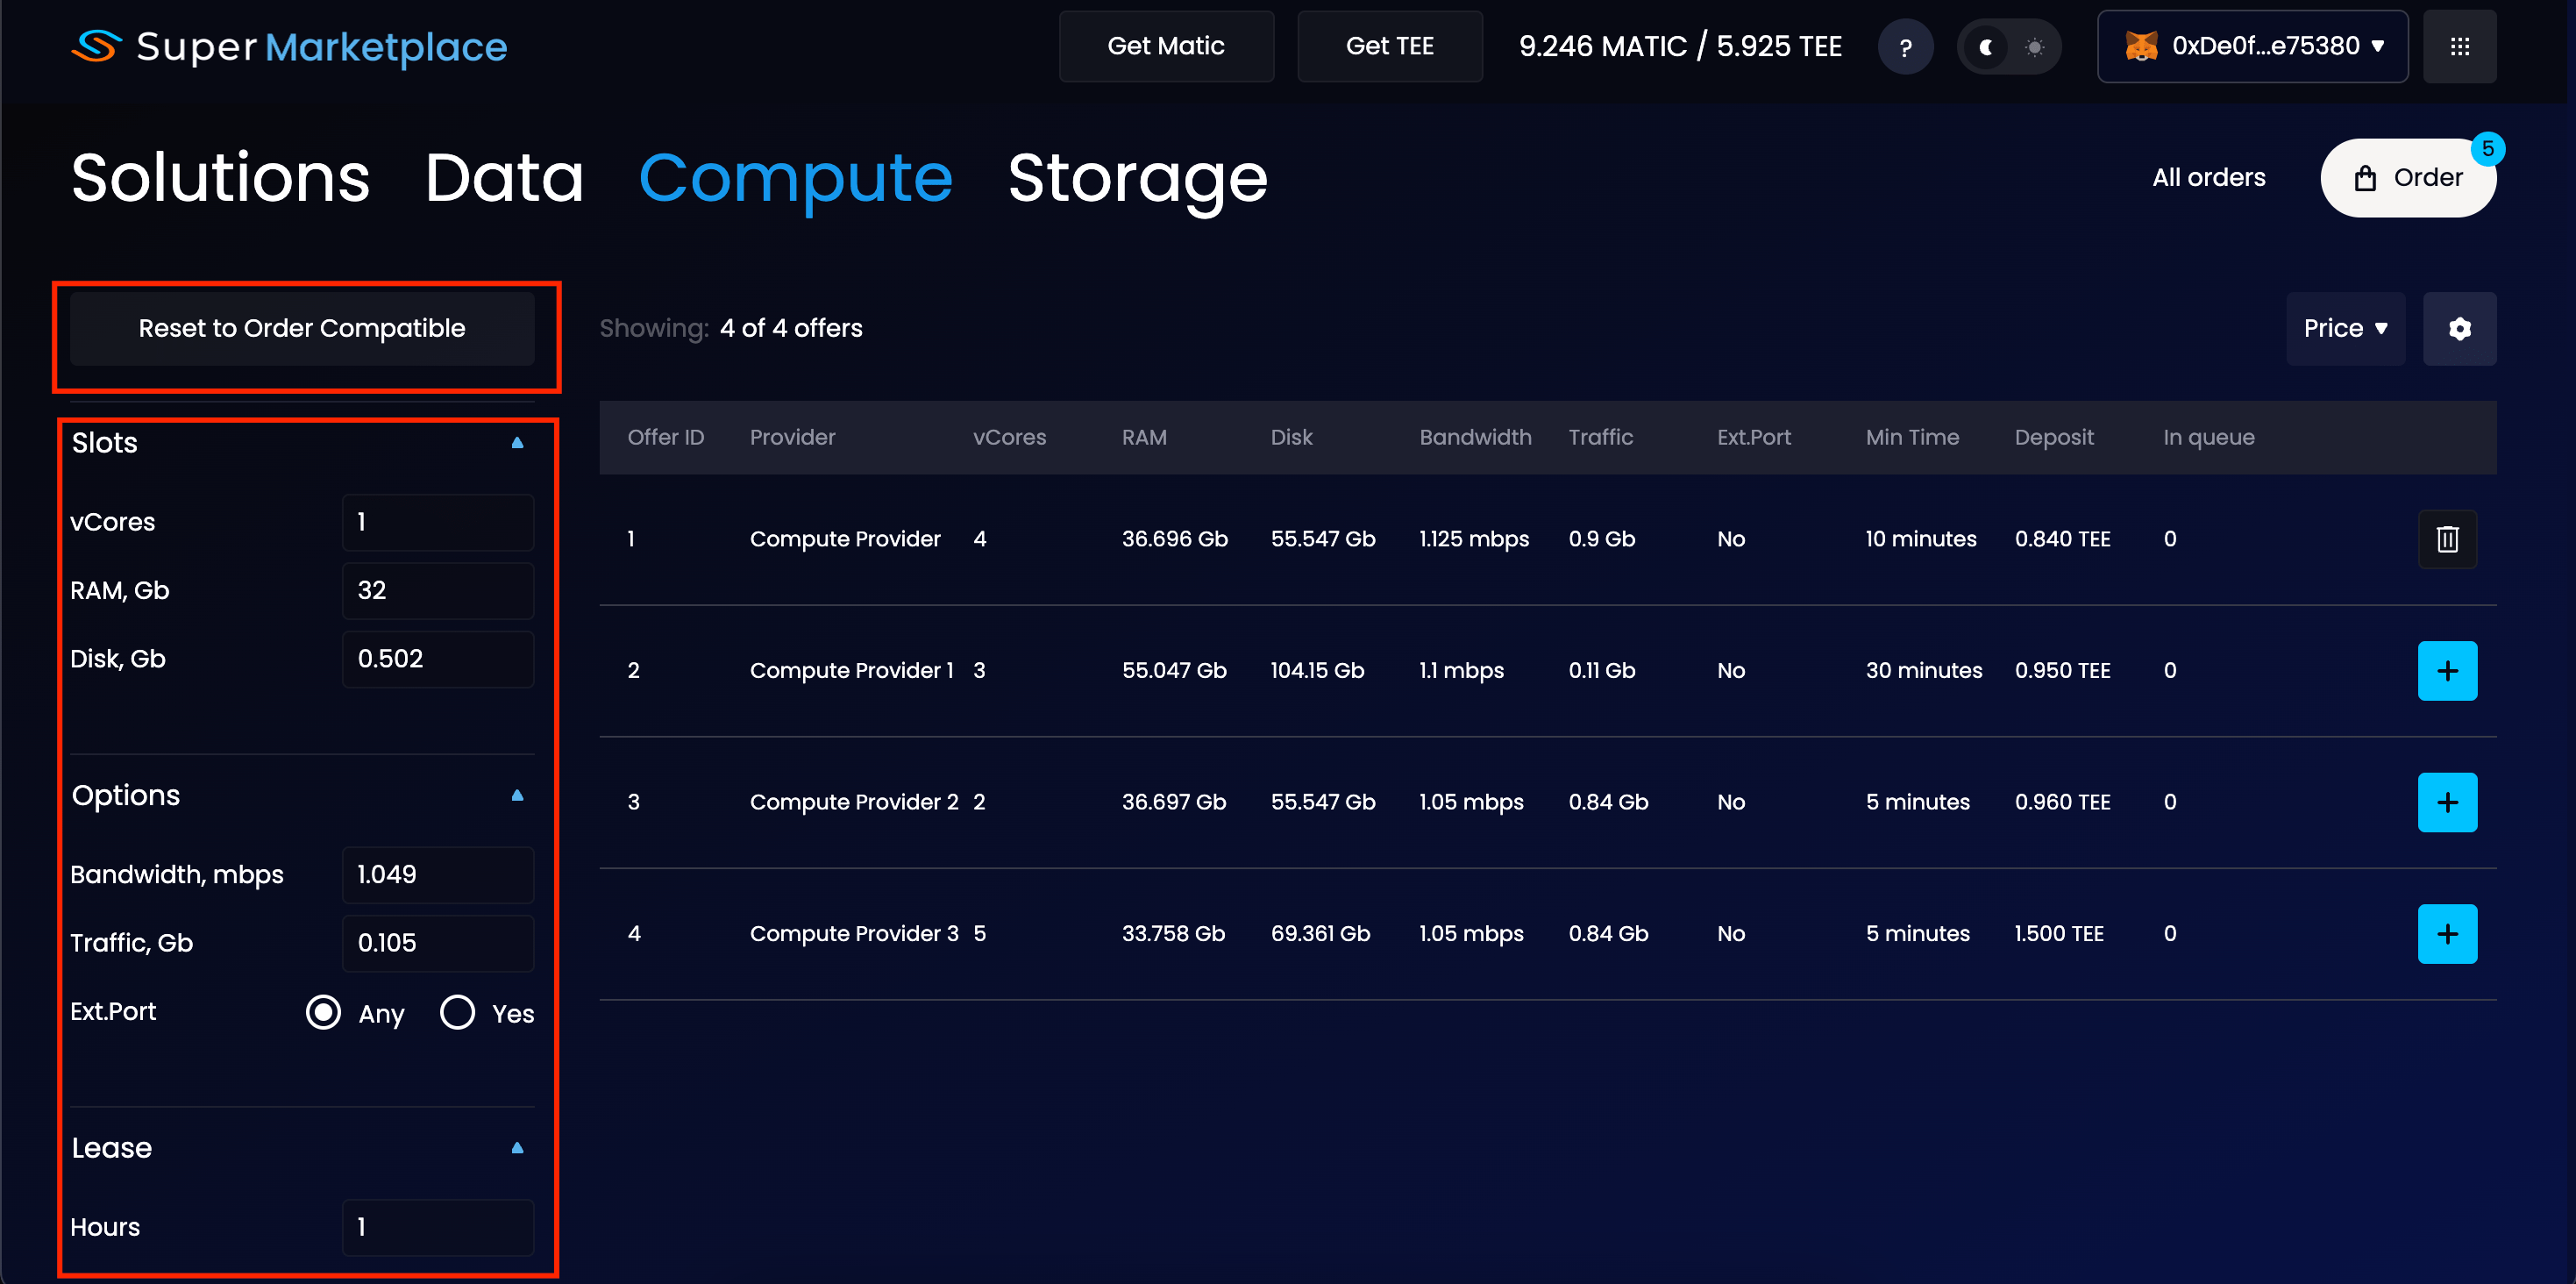 Super Marketplace
Get Matic
Get TEE
9.246 MATIC / 5.925 TEE
?
0xDe0f...e75380
Solutions Data Compute Storage
All orders
Order
5
Reset to Order Compatible
Showing: 4 of 4 offers
Price
Slots
vCores 1
RAM, Gb 32
Disk, Gb 0.502
Options
Bandwidth, mbps 1.049
Traffic, Gb 0.105
Ext.Port Any Yes
Lease
Hours 1
Offer ID Provider vCores RAM Disk Bandwidth Traffic Ext.Port Min Time Deposit In queue
1 Compute Provider 4 36.696 Gb 55.547 Gb 1.125 mbps 0.9 Gb No 10 minutes 0.840 TEE 0
2 Compute Provider 1 3 55.047 Gb 104.15 Gb 1.1 mbps 0.11 Gb No 30 minutes 0.950 TEE 0
3 Compute Provider 2 2 36.697 Gb 55.547 Gb 1.05 mbps 0.84 Gb No 5 minutes 0.960 TEE 0
4 Compute Provider 3 5 33.758 Gb 69.361 Gb 1.05 mbps 0.84 Gb No 5 minutes 1.500 TEE 0